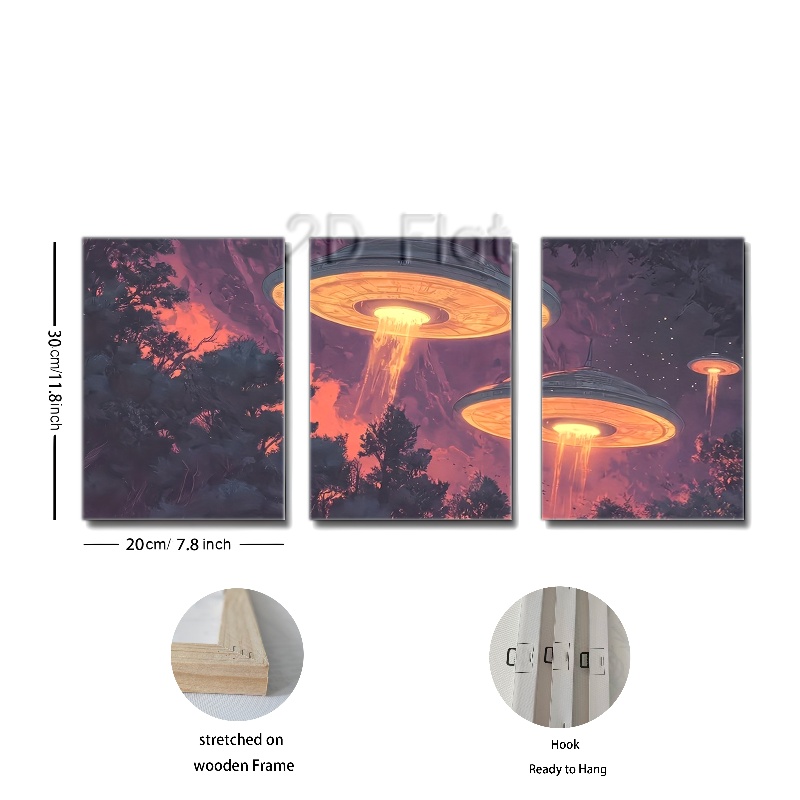 2D Flat
30cm/11.8inch
20cm/ 7.8 inch
stretched on
wooden Frame
Hook
Ready to Hang